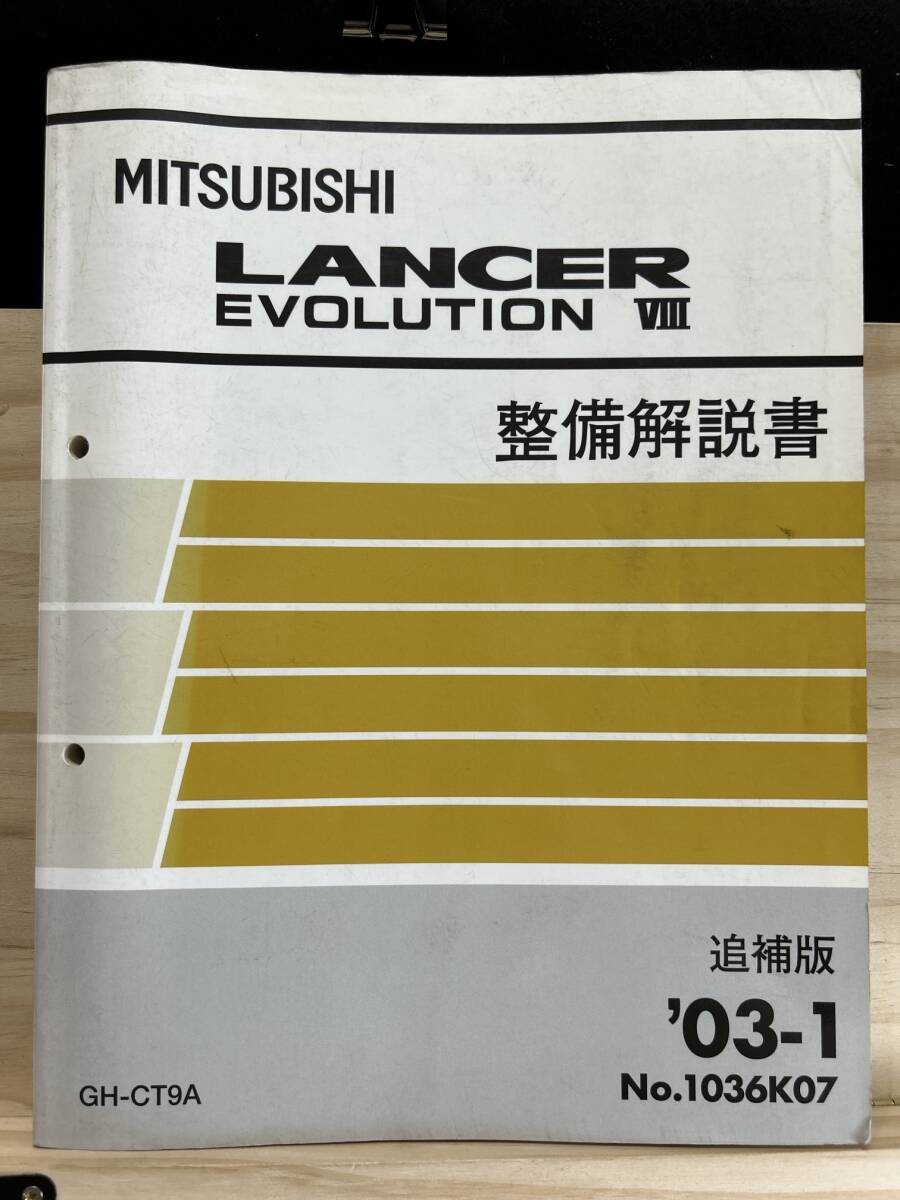 MITSUBISHI
LANCER
EVOLUTION VIII
整備解説書
追補版
'03-1
No.1036K07
GH-CT9A